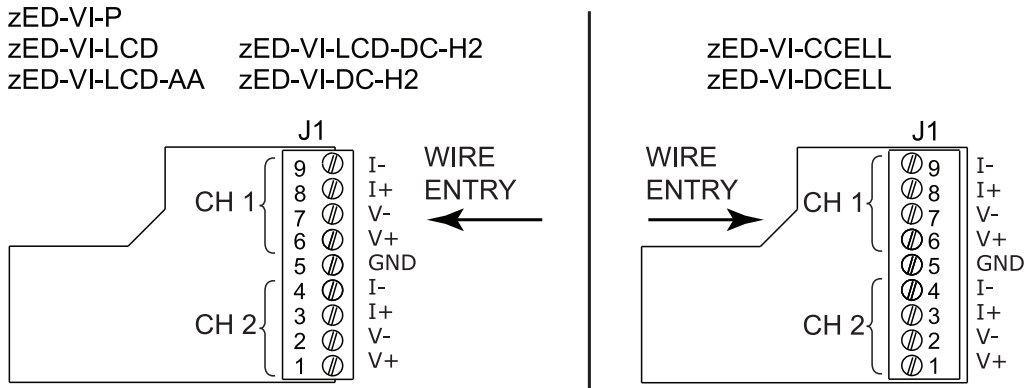 zED-VI-P
zED-VI-LCD zED-VI-LCD-DC-H2
zED-VI-LCD-AA zED-VI-DC-H2
J1
WIRE
ENTRY
CH 1
9 I-
8 I+
7 V-
6 V+
5 GND
CH 2
4 I-
3 I+
2 V-
1 V+
zED-VI-CCELL
zED-VI-DCELL
J1
WIRE
ENTRY
CH 1
9 I-
8 I+
7 V-
6 V+
5 GND
CH 2
4 I-
3 I+
2 V-
1 V+